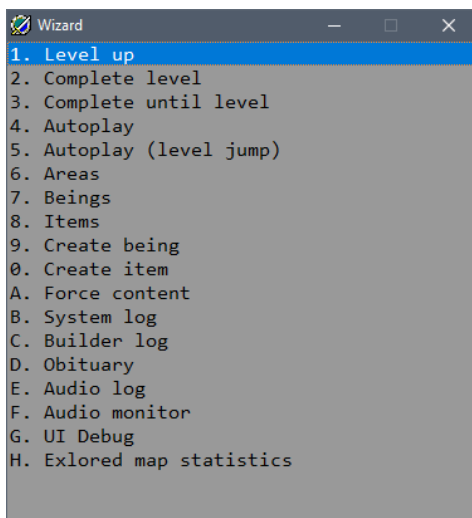 Wizard
1. Level up
2. Complete level
3. Complete until level
4. Autoplay
5. Autoplay (level jump)
6. Areas
7. Beings
8. Items
9. Create being
0. Create item
A. Force content
B. System log
C. Builder log
D. Obituary
E. Audio log
F. Audio monitor
G. UI Debug
H. Exlored map statistics